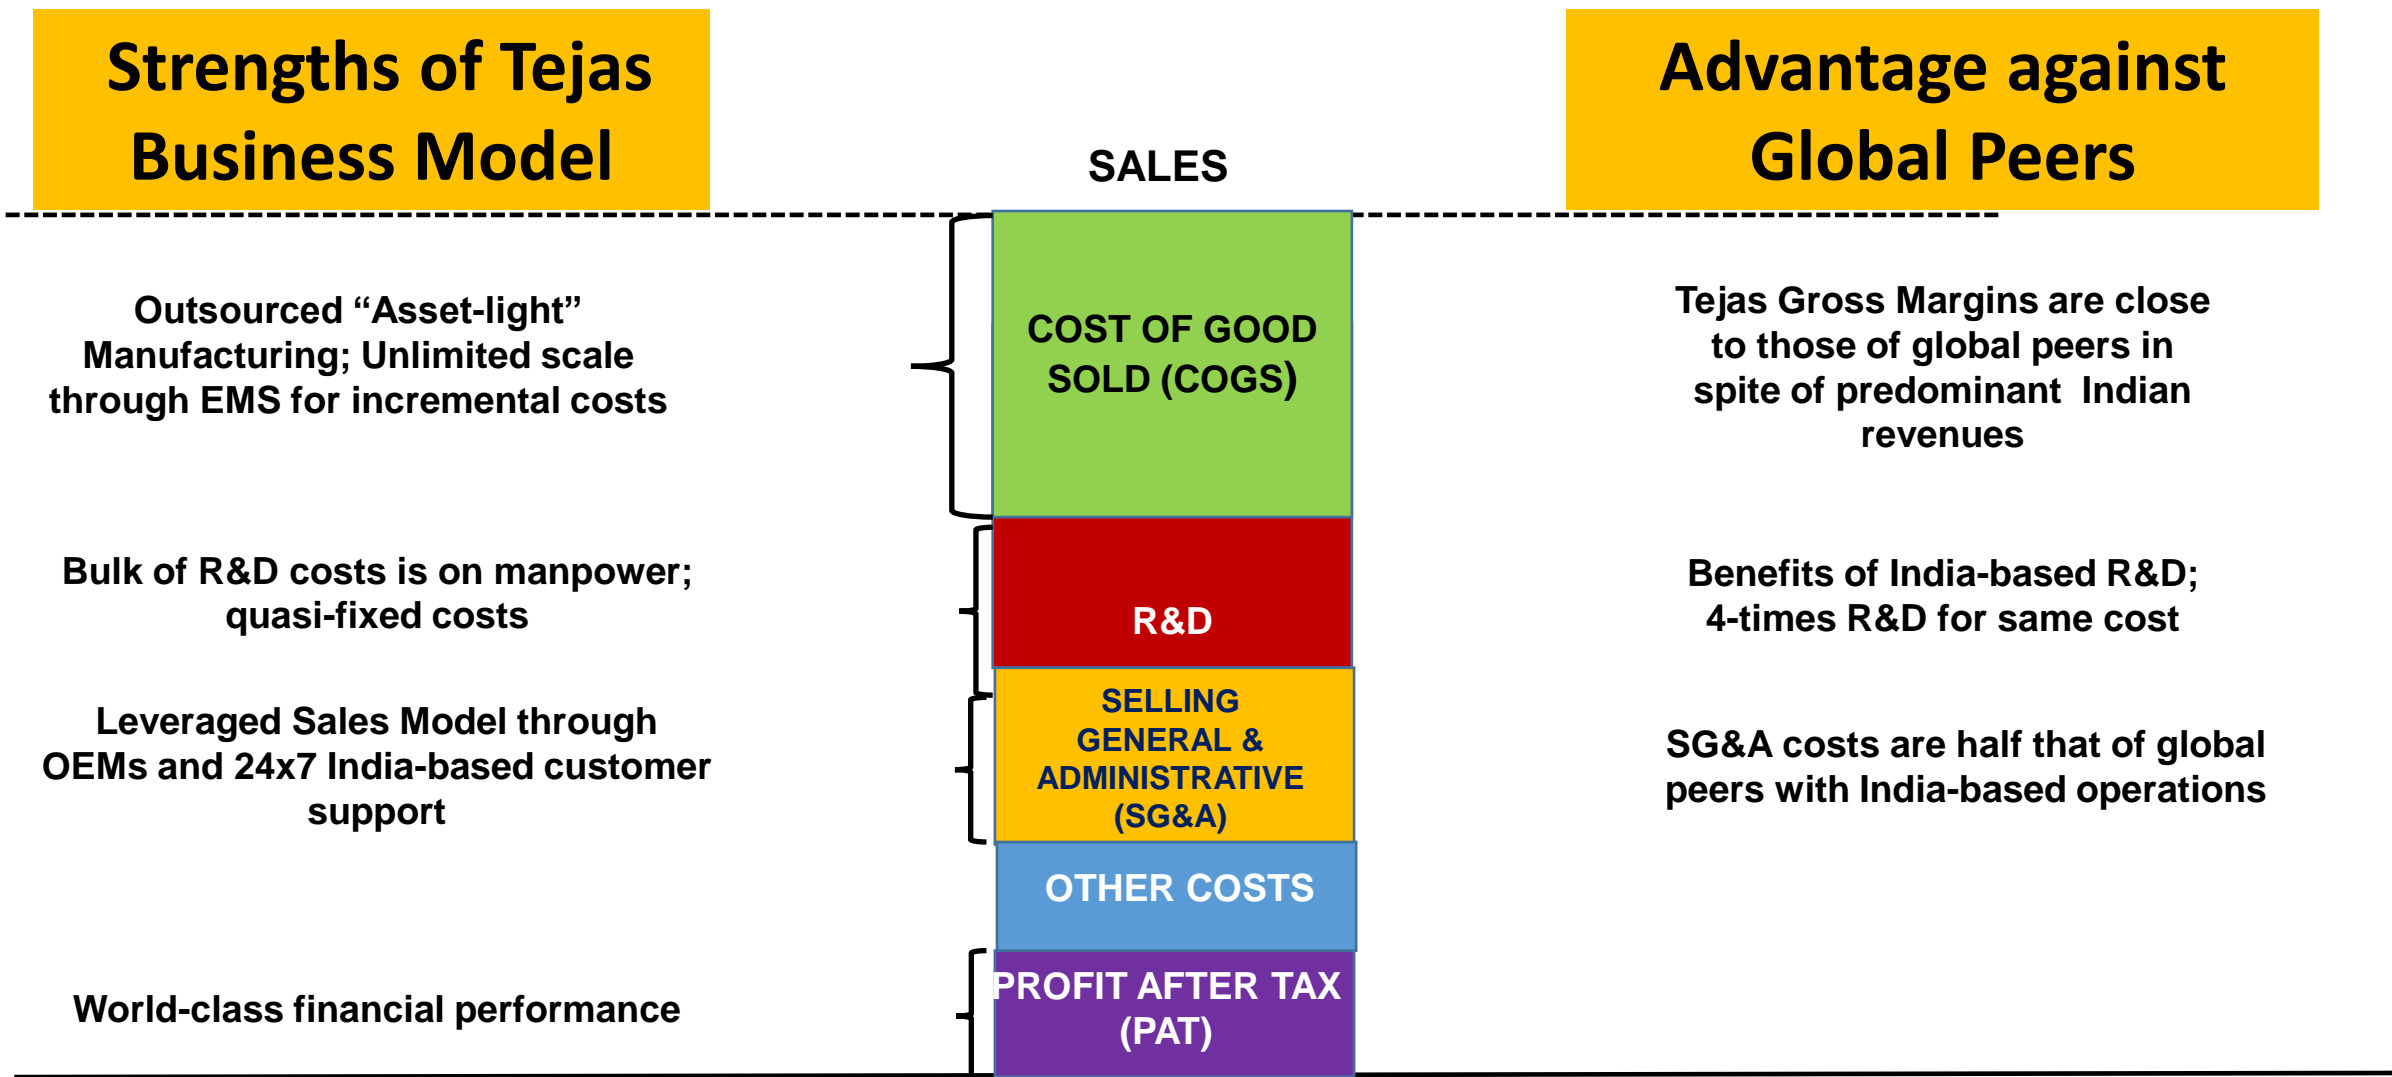 Strengths of Tejas
Business Model
SALES
Advantage against
Global Peers
Outsourced “Asset-light”
Manufacturing; Unlimited scale
through EMS for incremental costs
COST OF GOOD
SOLD (COGS)
Tejas Gross Margins are close
to those of global peers in
spite of predominant  Indian
revenues
Bulk of R&D costs is on manpower;
quasi-fixed costs
R&D
Benefits of India-based R&D;
4-times R&D for same cost
Leveraged Sales Model through
OEMs and 24x7 India-based customer
support
SELLING
GENERAL &
ADMINISTRATIVE
(SG&A)
SG&A costs are half that of global
peers with India-based operations
OTHER COSTS
World-class financial performance
PROFIT AFTER TAX
(PAT)